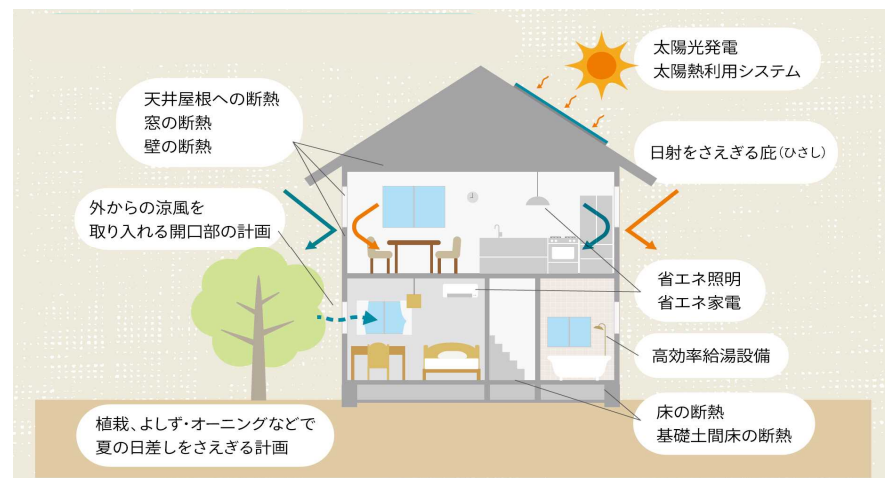 太陽光発電
太陽熱利用システム
天井屋根への断熱
窓の断熱
壁の断熱
日射をさえぎる庇(ひさし)
外からの涼風を
取り入れる開口部の計画
省エネ照明
省エネ家電
高効率給湯設備
植栽、よしず・オーニングなどで
夏の日差しをさえぎる計画
床の断熱
基礎土間床の断熱